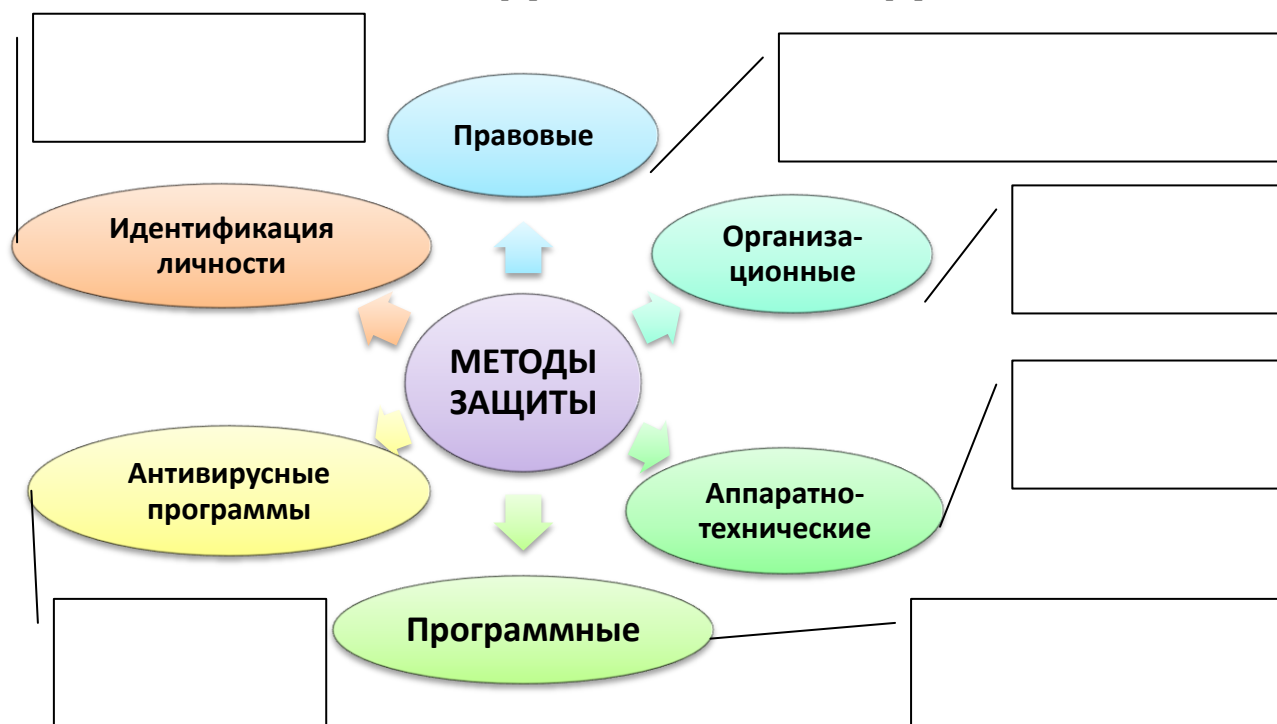 Правовые
Идентификация
личности
Организа-
ционные
МЕТОДЫ
ЗАЩИТЫ
Антивирусные
программы
Аппаратно-
технические
Программные